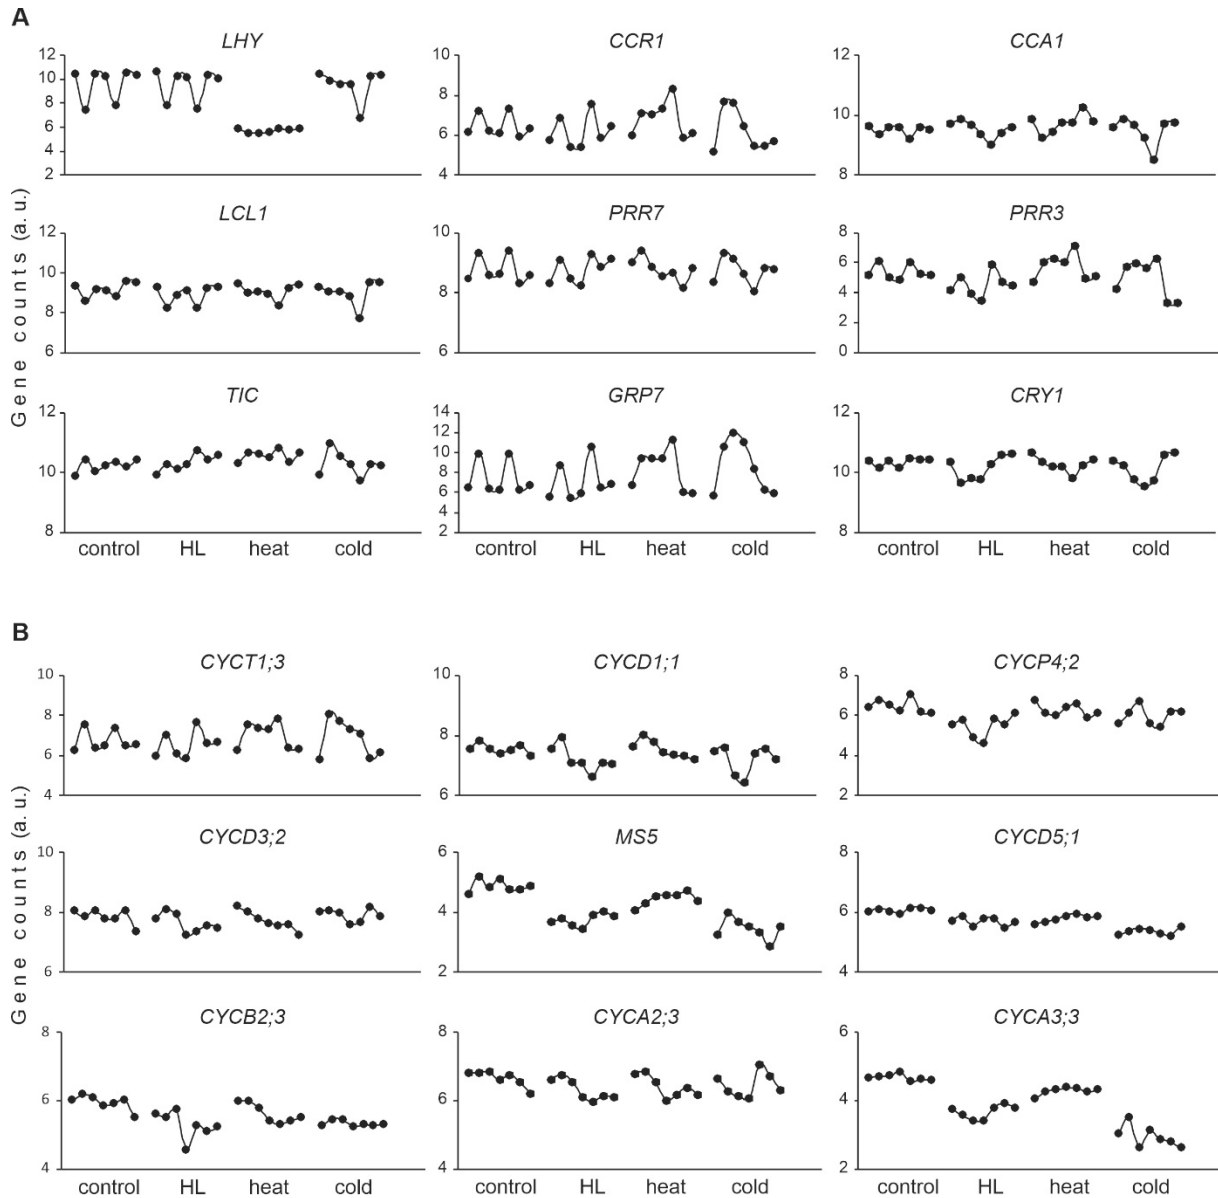 A
LHY CCR1 CCA1
12 10 12
10
8 8 10
6 6
4
2 4 8
LCL1 PRR7 PRR3
12 10 8
10 6
8 8 4
2
6 6 0
TIC GRP7 CRY1
12 14 12
12
10
10 8 10
6
4
8 2 8
Gene counts (a. u.)
control HL heat cold control HL heat cold control HL heat cold
B
CYCT1;3 CYCD1;1 CYCP4;2
10 10 8
8 6
6 8 4
4 6 2
CYCD3;2 MS5 CYCD5;1
10 6 8
8 4 6
6 2 4
CYCB2;3 CYCA2;3 CYCA3;3
8 8 6
6 6 4
4 4 2
Gene counts (a. u.)
control HL heat cold control HL heat cold control HL heat cold